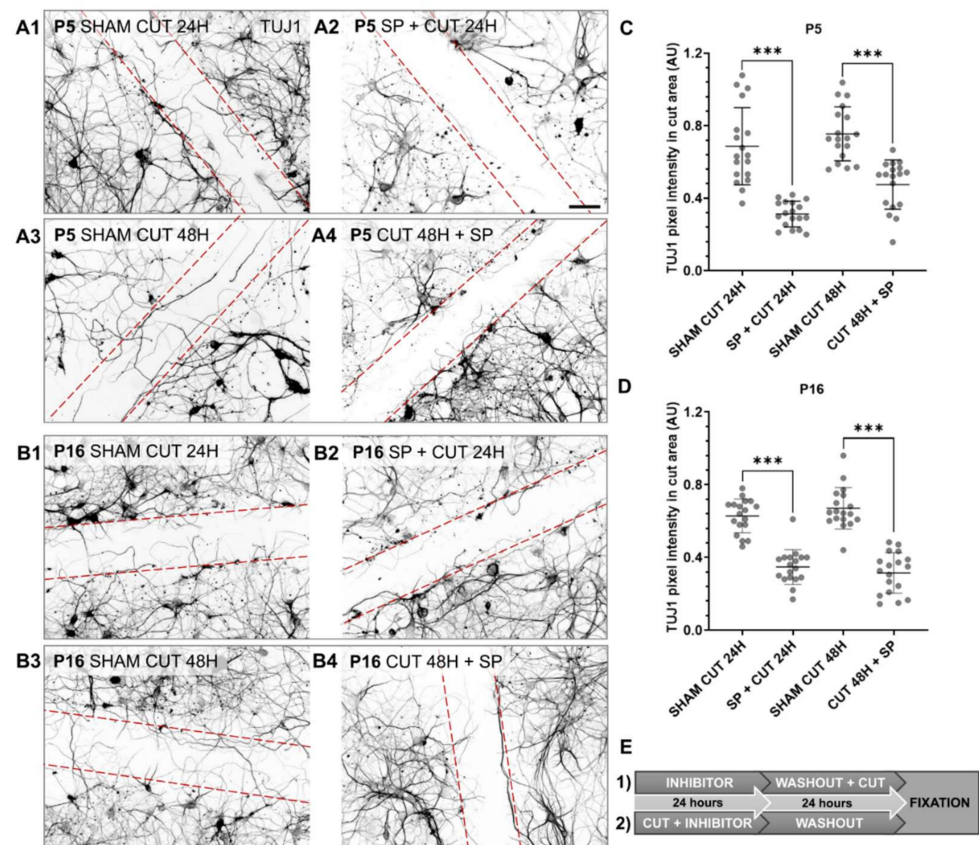 A1 P5 SHAM CUT 24H TUJ1
A2 P5 SP + CUT 24H
A3 P5 SHAM CUT 48H
A4 P5 CUT 48H + SP
B1 P16 SHAM CUT 24H
B2 P16 SP + CUT 24H
B3 P16 SHAM CUT 48H
B4 P16 CUT 48H + SP
C
P5
TUJ1 pixel intensity in cut area (AU)
1.2
0.8
0.4
0.0
***
***
SHAM CUT 24H
SP + CUT 24H
SHAM CUT 48H
CUT 48H + SP
D
P16
TUJ1 pixel intensity in cut area (AU)
1.2
0.8
0.4
0.0
***
***
SHAM CUT 24H
SP + CUT 24H
SHAM CUT 48H
CUT 48H + SP
E
1) INHIBITOR WASHOUT + CUT
24 hours 24 hours FIXATION
2) CUT + INHIBITOR WASHOUT